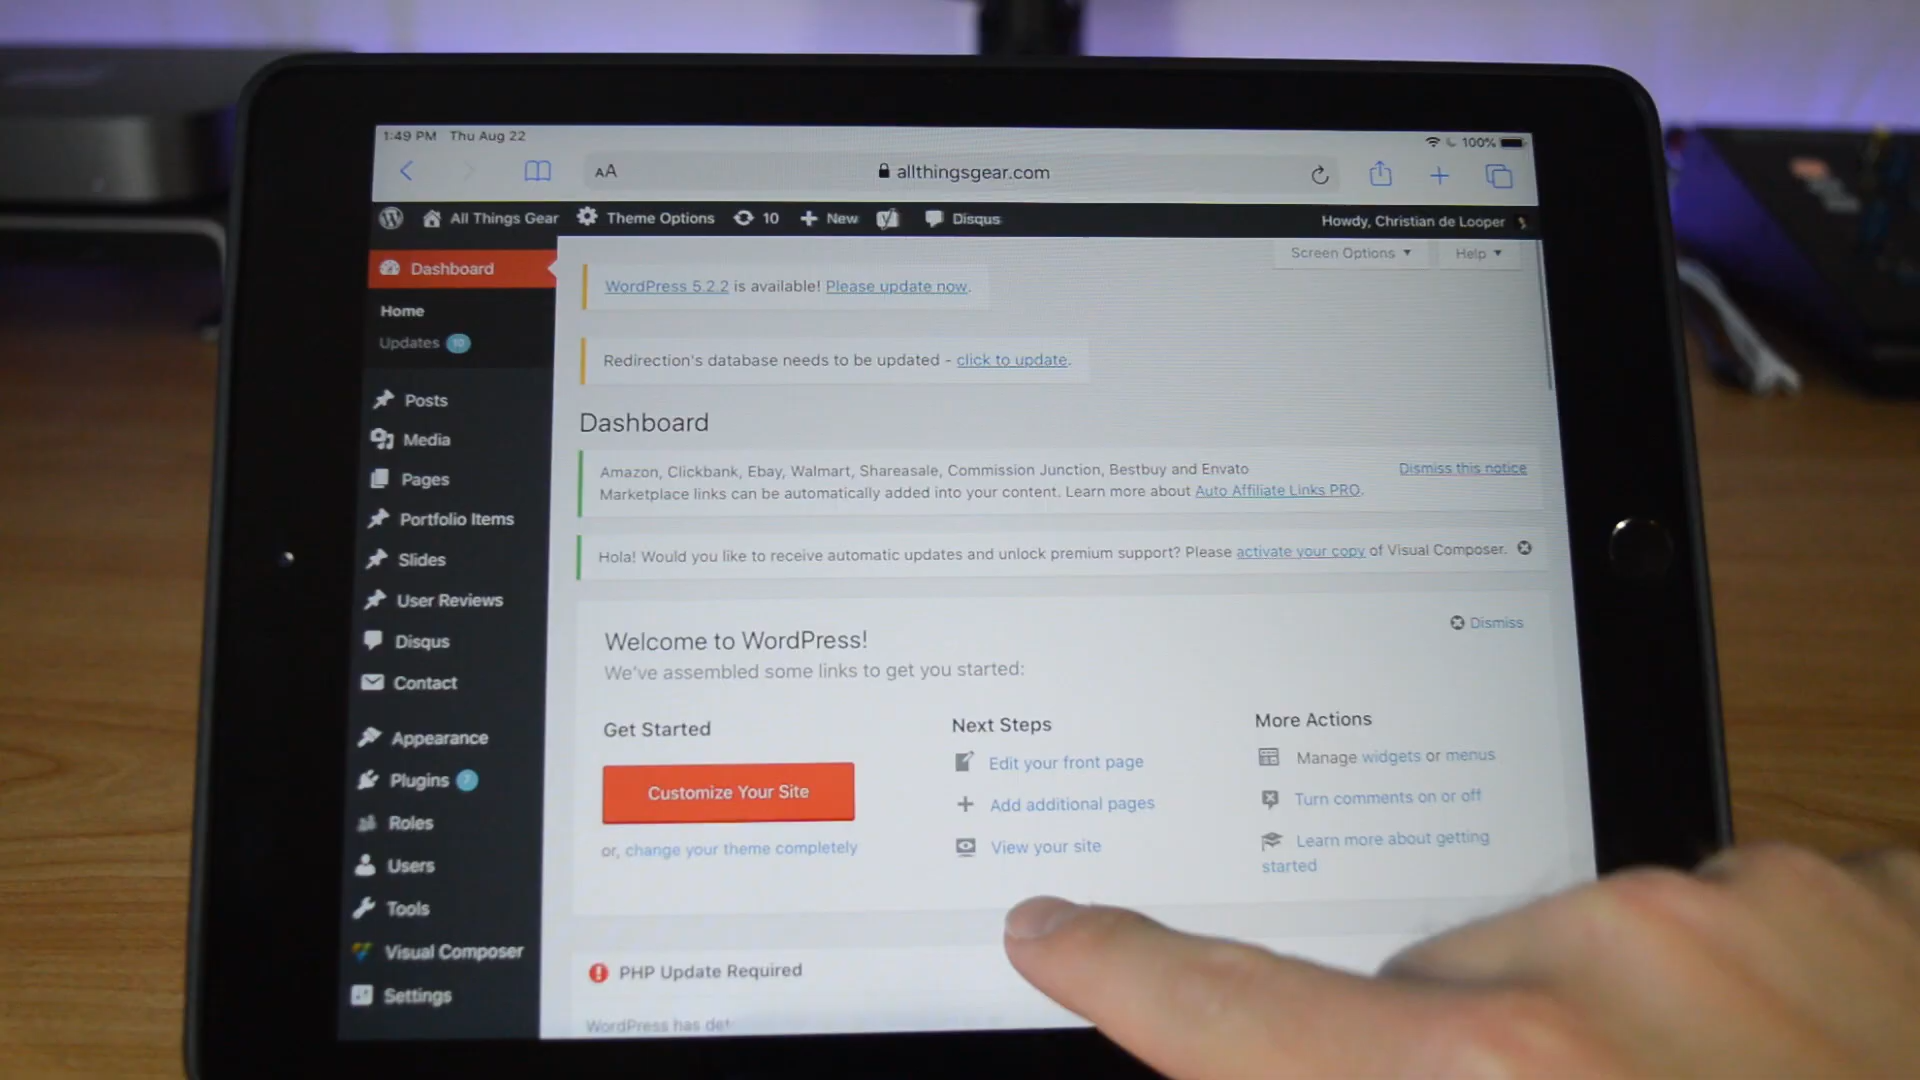 1:49 PM Thu Aug 22
100%
AA
allthingsgear.com
All Things Gear
Theme Options
10
New
Disqus
Howdy, Christian de Looper
Dashboard
Home
Updates 10
Posts
Media
Pages
Portfolio Items
Slides
User Reviews
Disqus
Contact
Appearance
Plugins 7
Roles
Users
Tools
Visual Composer
Settings
Screen Options
Help
WordPress 5.2.2 is available! Please update now.
Redirection's database needs to be updated - click to update.
Dashboard
Amazon, Clickbank, Ebay, Walmart, Shareasale, Commission Junction, Bestbuy and Envato
Marketplace links can be automatically added into your content. Learn more about Auto Affiliate Links PRO.
Dismiss this notice
Hola! Would you like to receive automatic updates and unlock premium support? Please activate your copy of Visual Composer.
Welcome to WordPress!
We've assembled some links to get you started:
Dismiss
Get Started
Customize Your Site
or, change your theme completely
Next Steps
Edit your front page
Add additional pages
View your site
More Actions
Manage widgets or menus
Turn comments on or off
Learn more about getting
started
PHP Update Required
WordPress has det